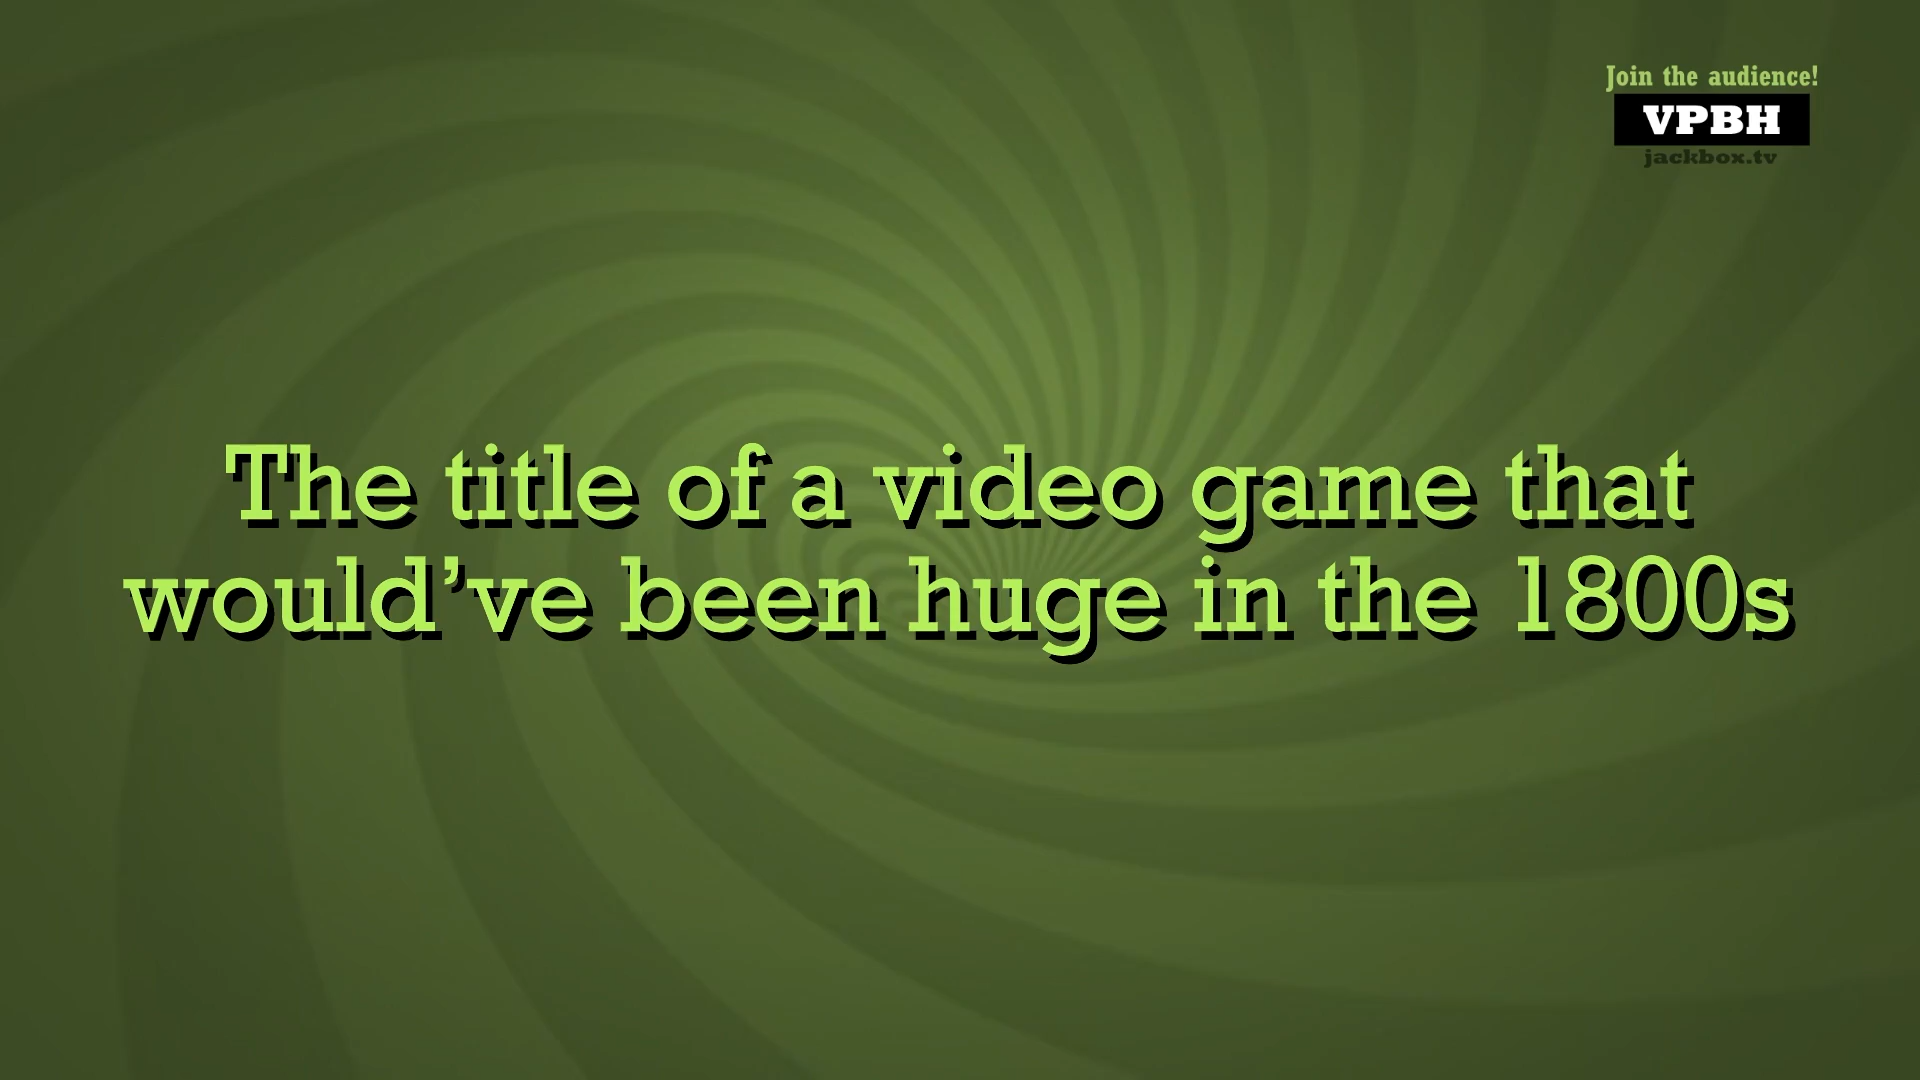 Join the audience!
VPBH
jackbox.tv
The title of a video game that
would’ve been huge in the 1800s